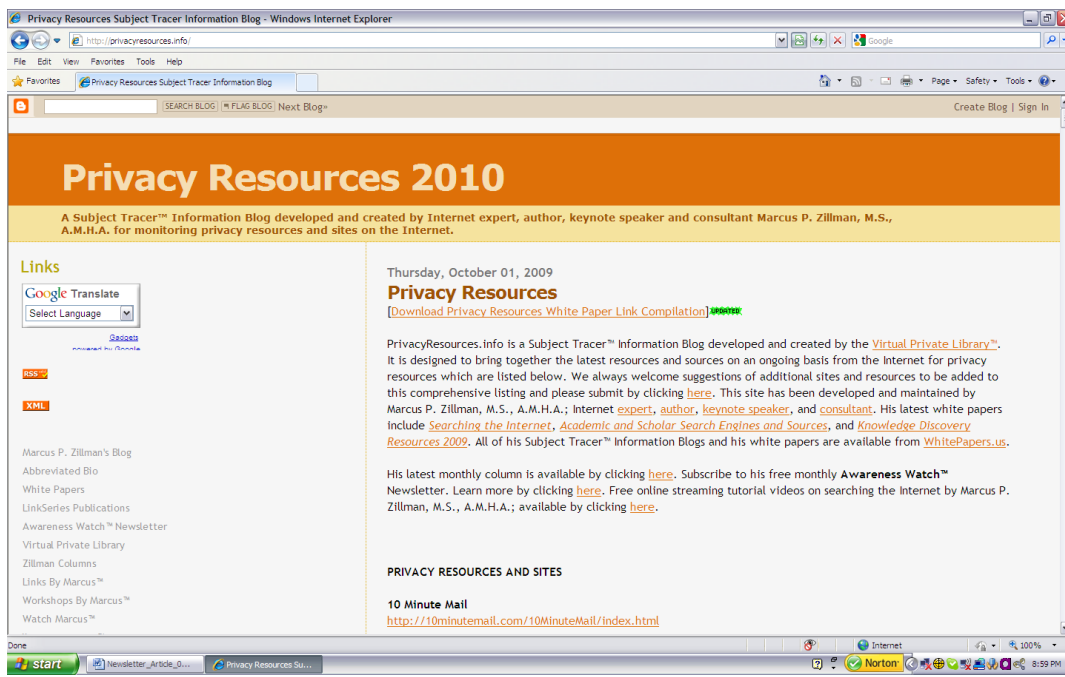 Privacy Resources Subject Tracer Information Blog - Windows Internet Explorer
http://privacyresources.info/
Google
File Edit View Favorites Tools Help
Favorites
Privacy Resources Subject Tracer Information Blog
Page Safety Tools
SEARCH BLOG FLAG BLOG Next Blog»
Create Blog | Sign In
Privacy Resources 2010
A Subject Tracer™ Information Blog developed and created by Internet expert, author, keynote speaker and consultant Marcus P. Zillman, M.S.,
A.M.H.A. for monitoring privacy resources and sites on the Internet.
Links
Google Translate
Select Language
Gadgets
powered by Google
RSS
XML
Marcus P. Zillman's Blog
Abbreviated Bio
White Papers
LinkSeries Publications
Awareness Watch™ Newsletter
Virtual Private Library
Zillman Columns
Links By Marcus™
Workshops By Marcus™
Watch Marcus™
Thursday, October 01, 2009
Privacy Resources
[Download Privacy Resources White Paper Link Compilation] UPDATED
PrivacyResources.info is a Subject Tracer™ Information Blog developed and created by the Virtual Private Library™.
It is designed to bring together the latest resources and sources on an ongoing basis from the Internet for privacy
resources which are listed below. We always welcome suggestions of additional sites and resources to be added to
this comprehensive listing and please submit by clicking here. This site has been developed and maintained by
Marcus P. Zillman, M.S., A.M.H.A.; Internet expert, author, keynote speaker, and consultant. His latest white papers
include Searching the Internet, Academic and Scholar Search Engines and Sources, and Knowledge Discovery
Resources 2009. All of his Subject Tracer™ Information Blogs and his white papers are available from WhitePapers.us.
His latest monthly column is available by clicking here. Subscribe to his free monthly Awareness Watch™
Newsletter. Learn more by clicking here. Free online streaming tutorial videos on searching the Internet by Marcus P.
Zillman, M.S., A.M.H.A.; available by clicking here.
PRIVACY RESOURCES AND SITES
10 Minute Mail
http://10minutemail.com/10MinuteMail/index.html
Done
Internet
100%
start
Newsletter_Article_0...
Privacy Resources Su...
Norton
8:59 PM